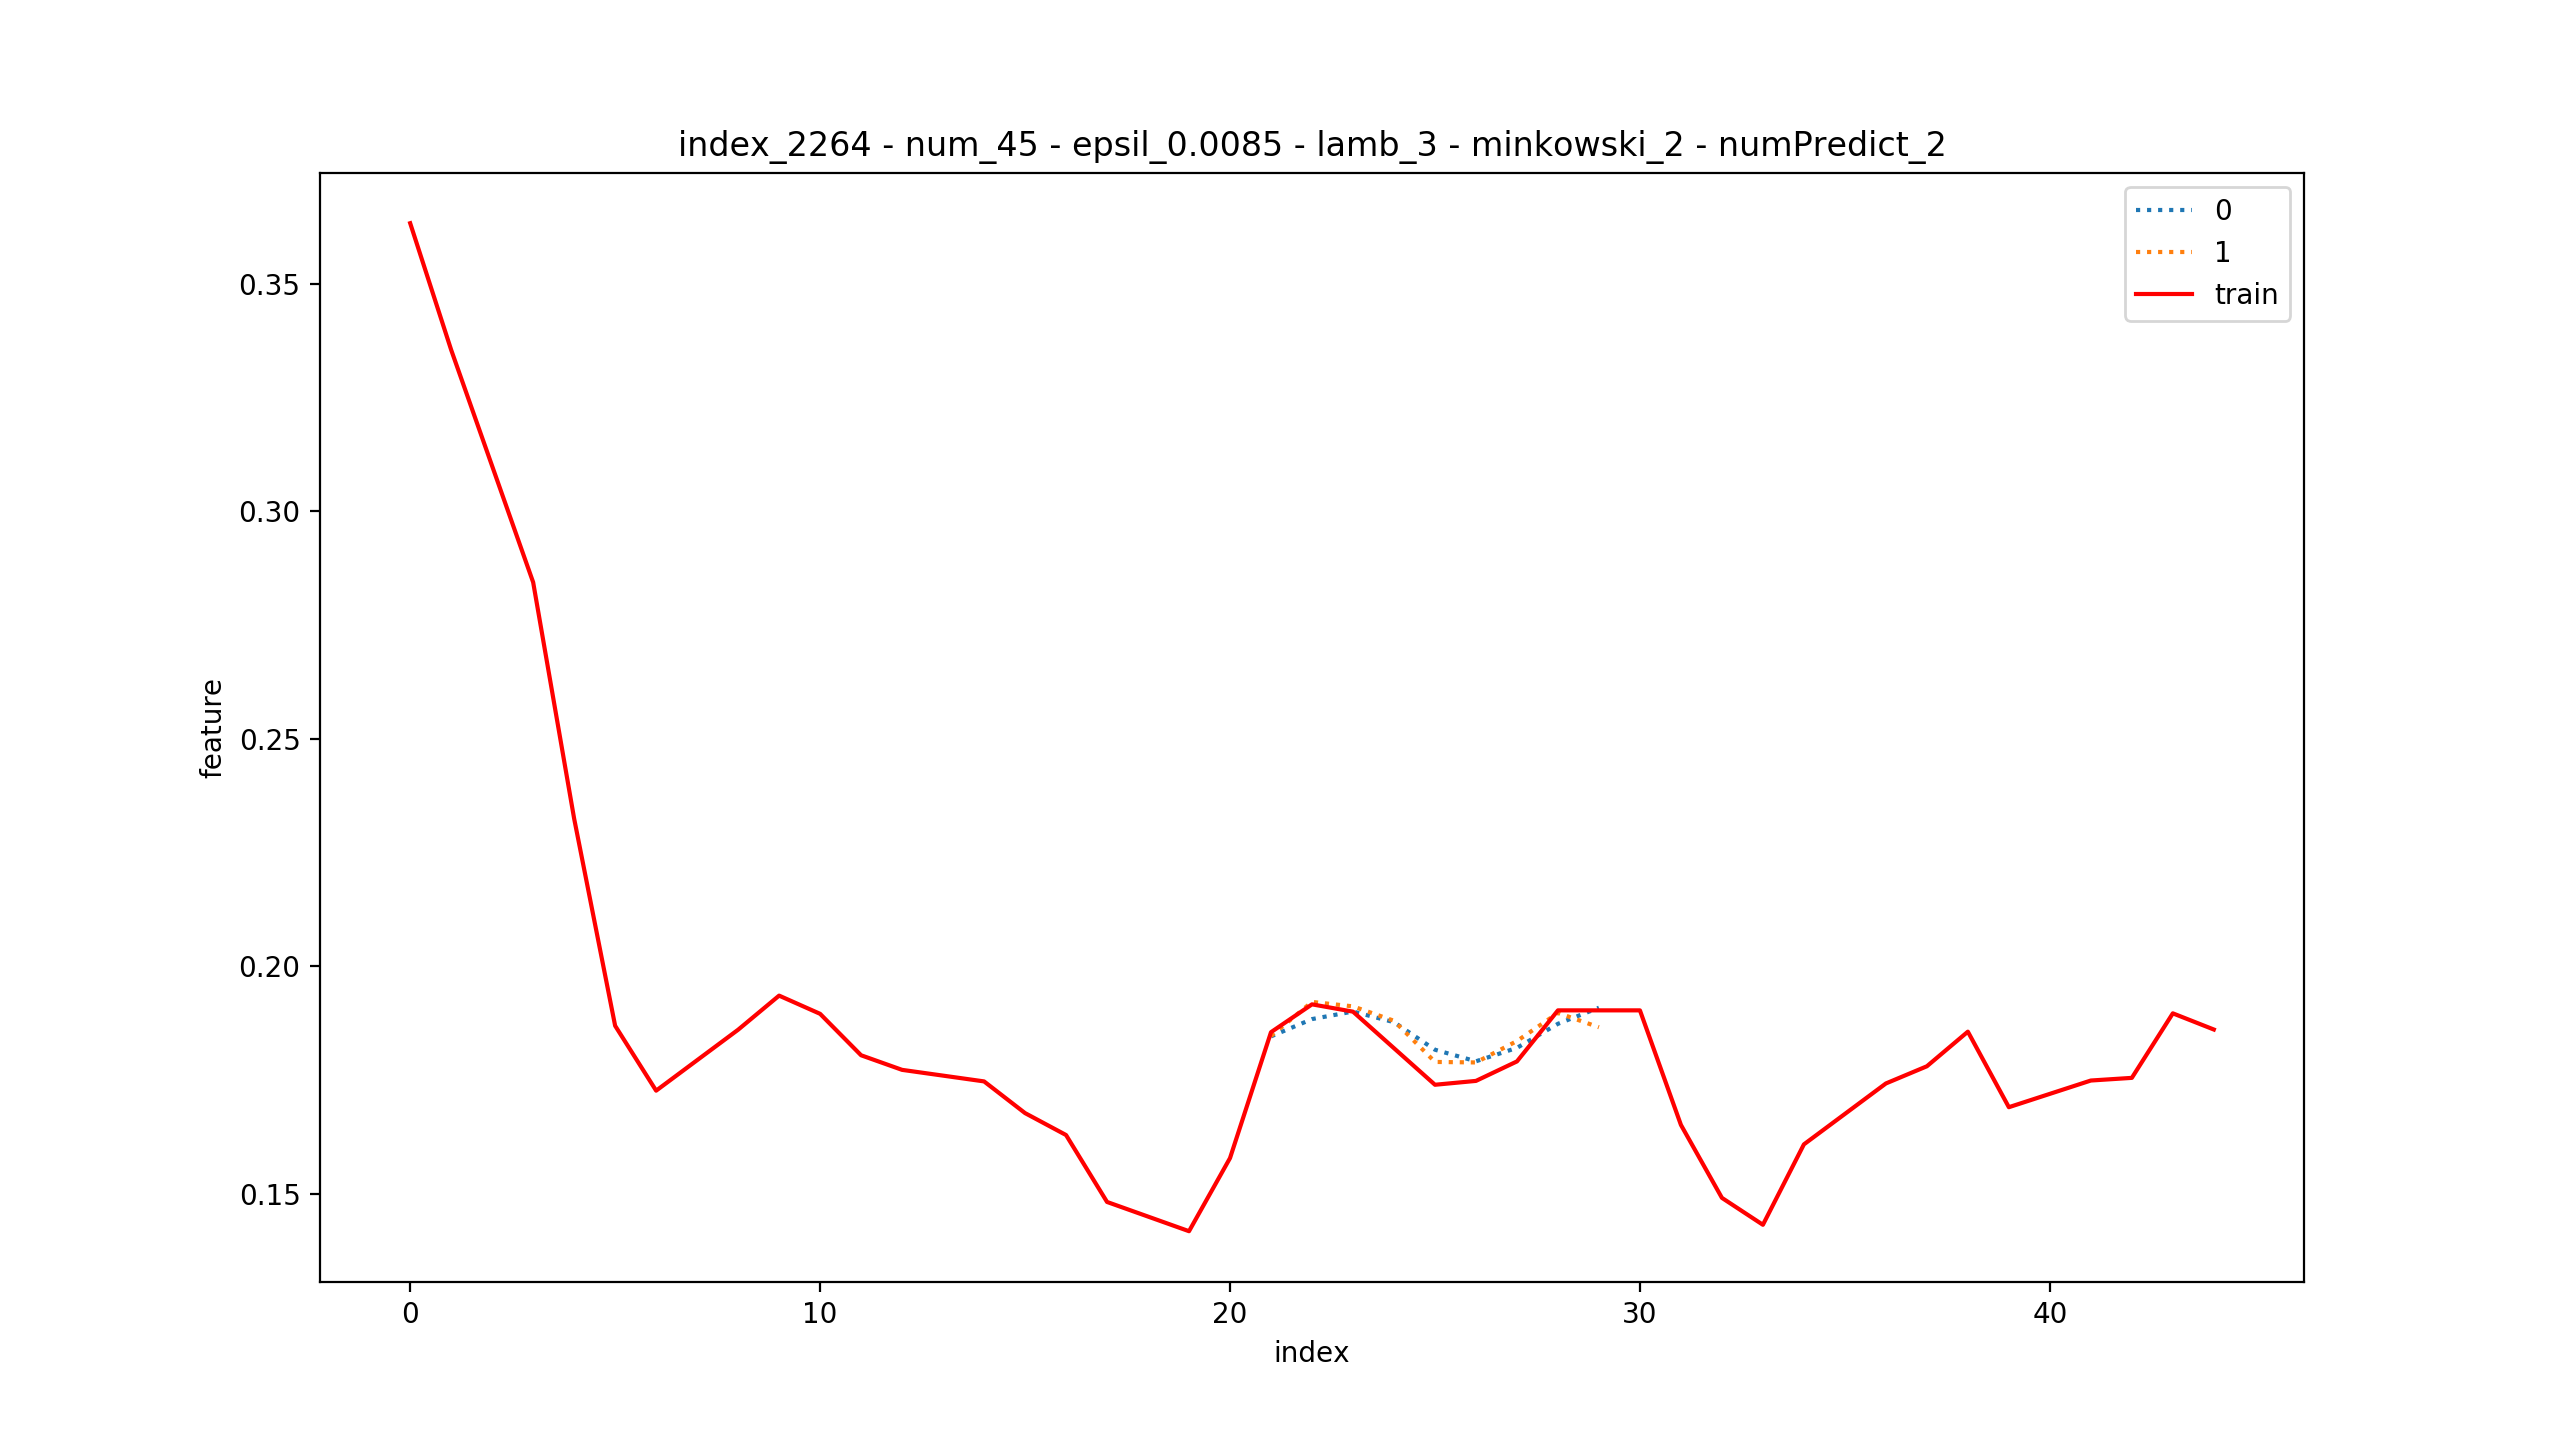 index_2264 - num_45 - epsil_0.0085 - lamb_3 - minkowski_2 - numPredict_2
0
1
train
0.35
0.30
0.25
0.20
0.15
feature
0 10 20 30 40
index